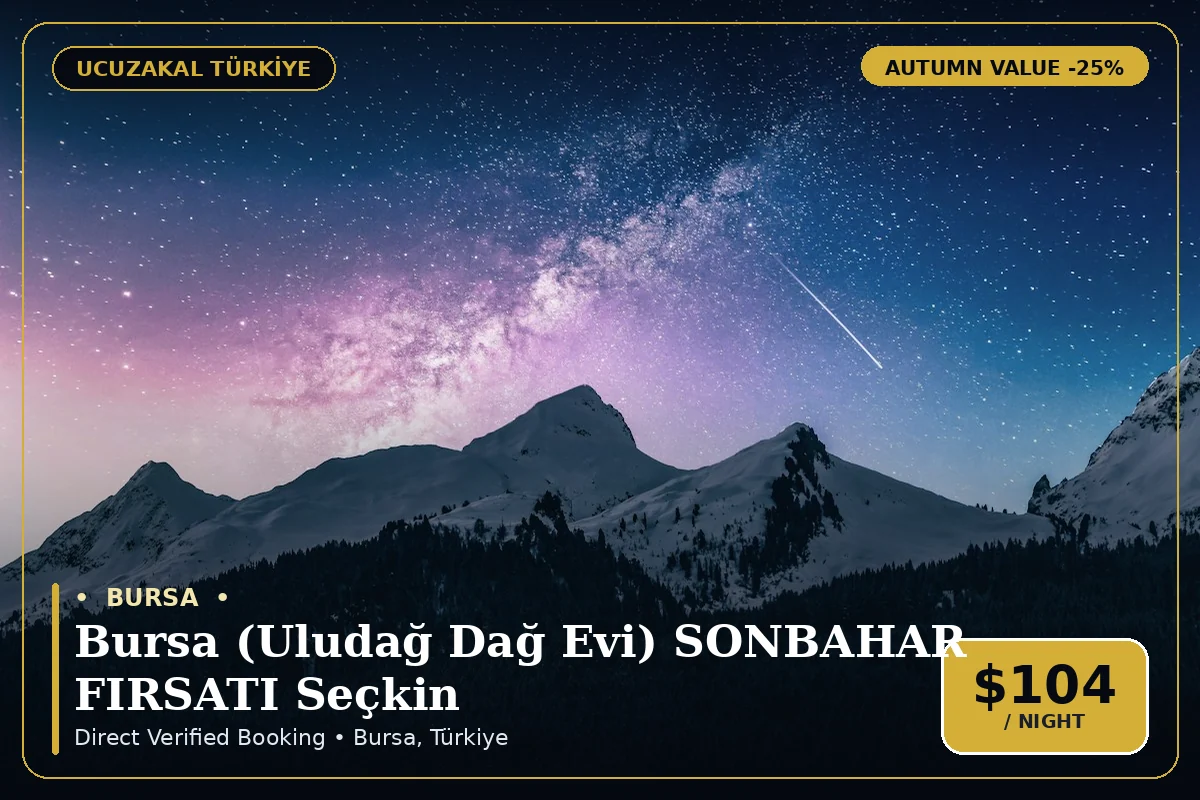 UCUZAKAL TÜRKİYE
AUTUMN VALUE -25%
• BURSA •
Bursa (Uludağ Dağ Evi) SONBAHAR
FIRSATI Seçkin
Direct Verified Booking • Bursa, Türkiye
$104
/ NIGHT